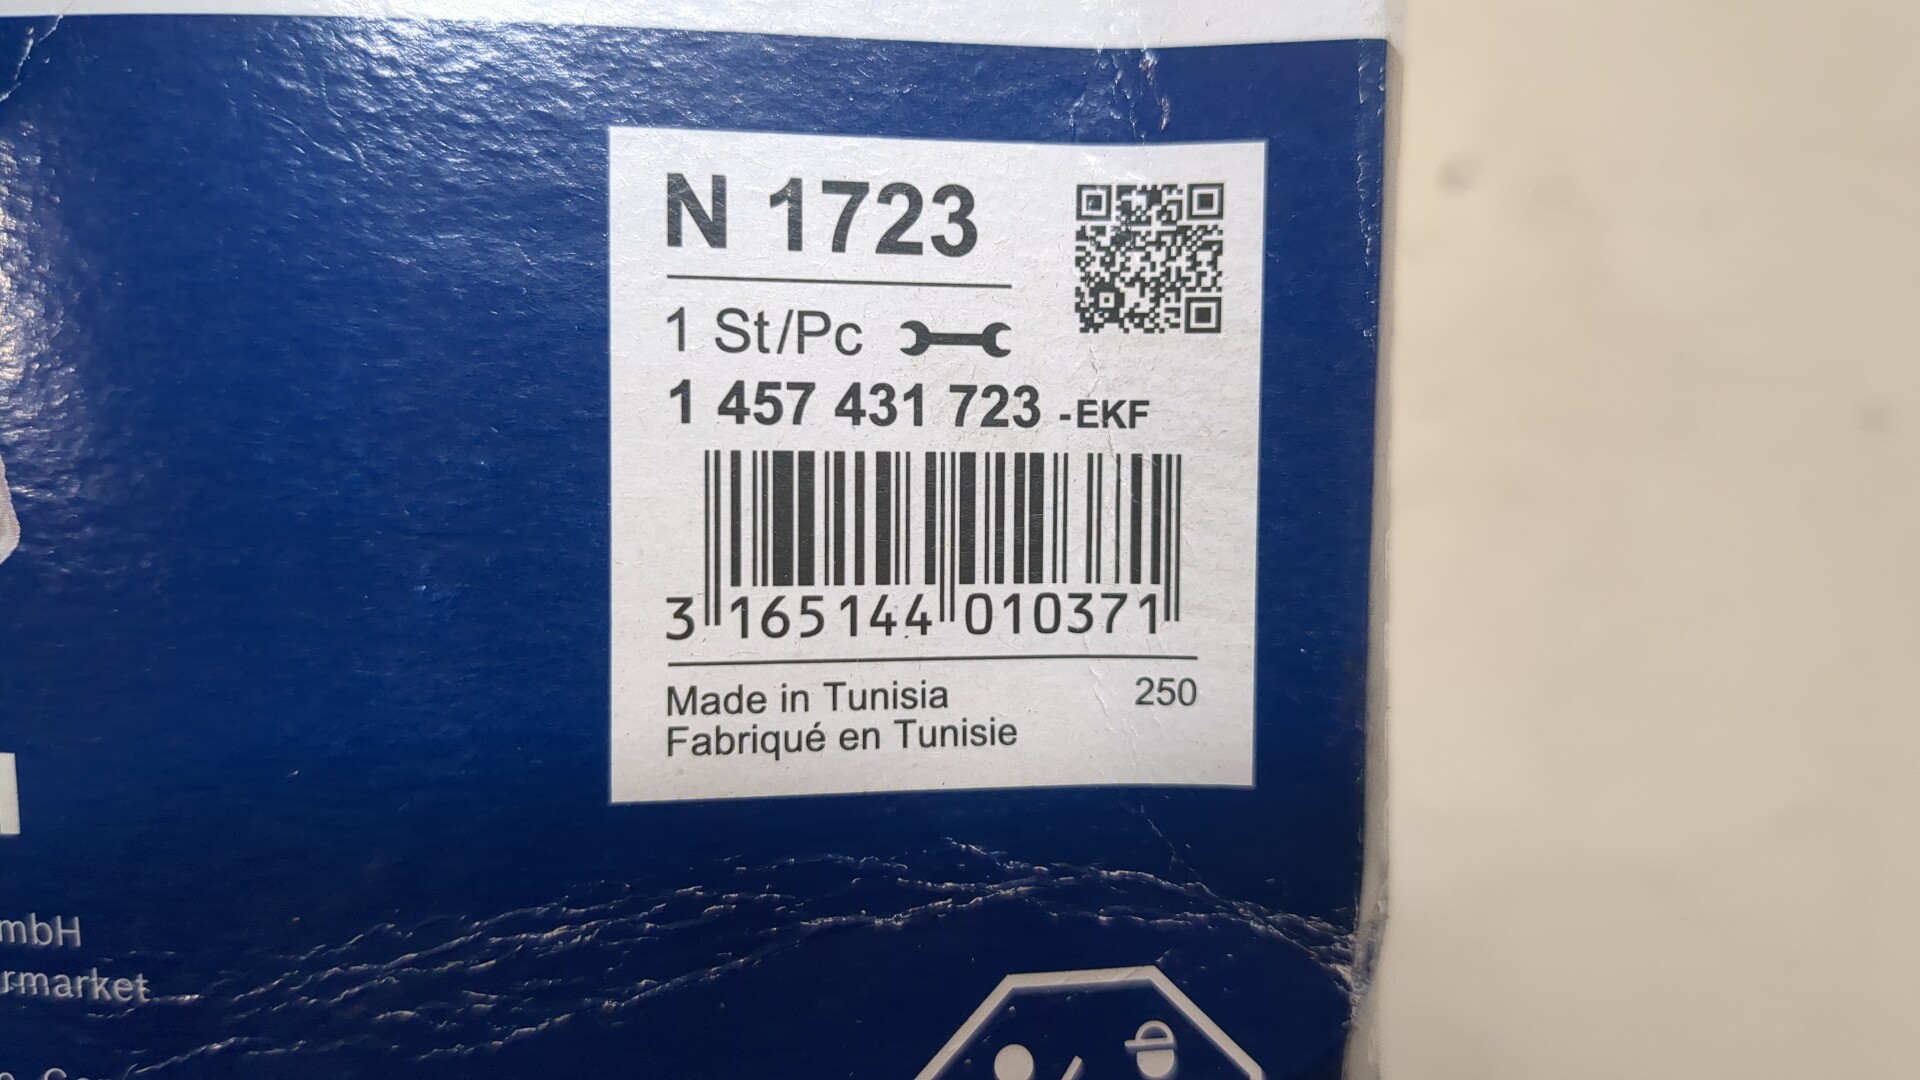 N 1723
1 St/Pc
1 457 431 723 -EKF
3 165144 010371
Made in Tunisia 250
Fabriqué en Tunisie
mbH
rmarket